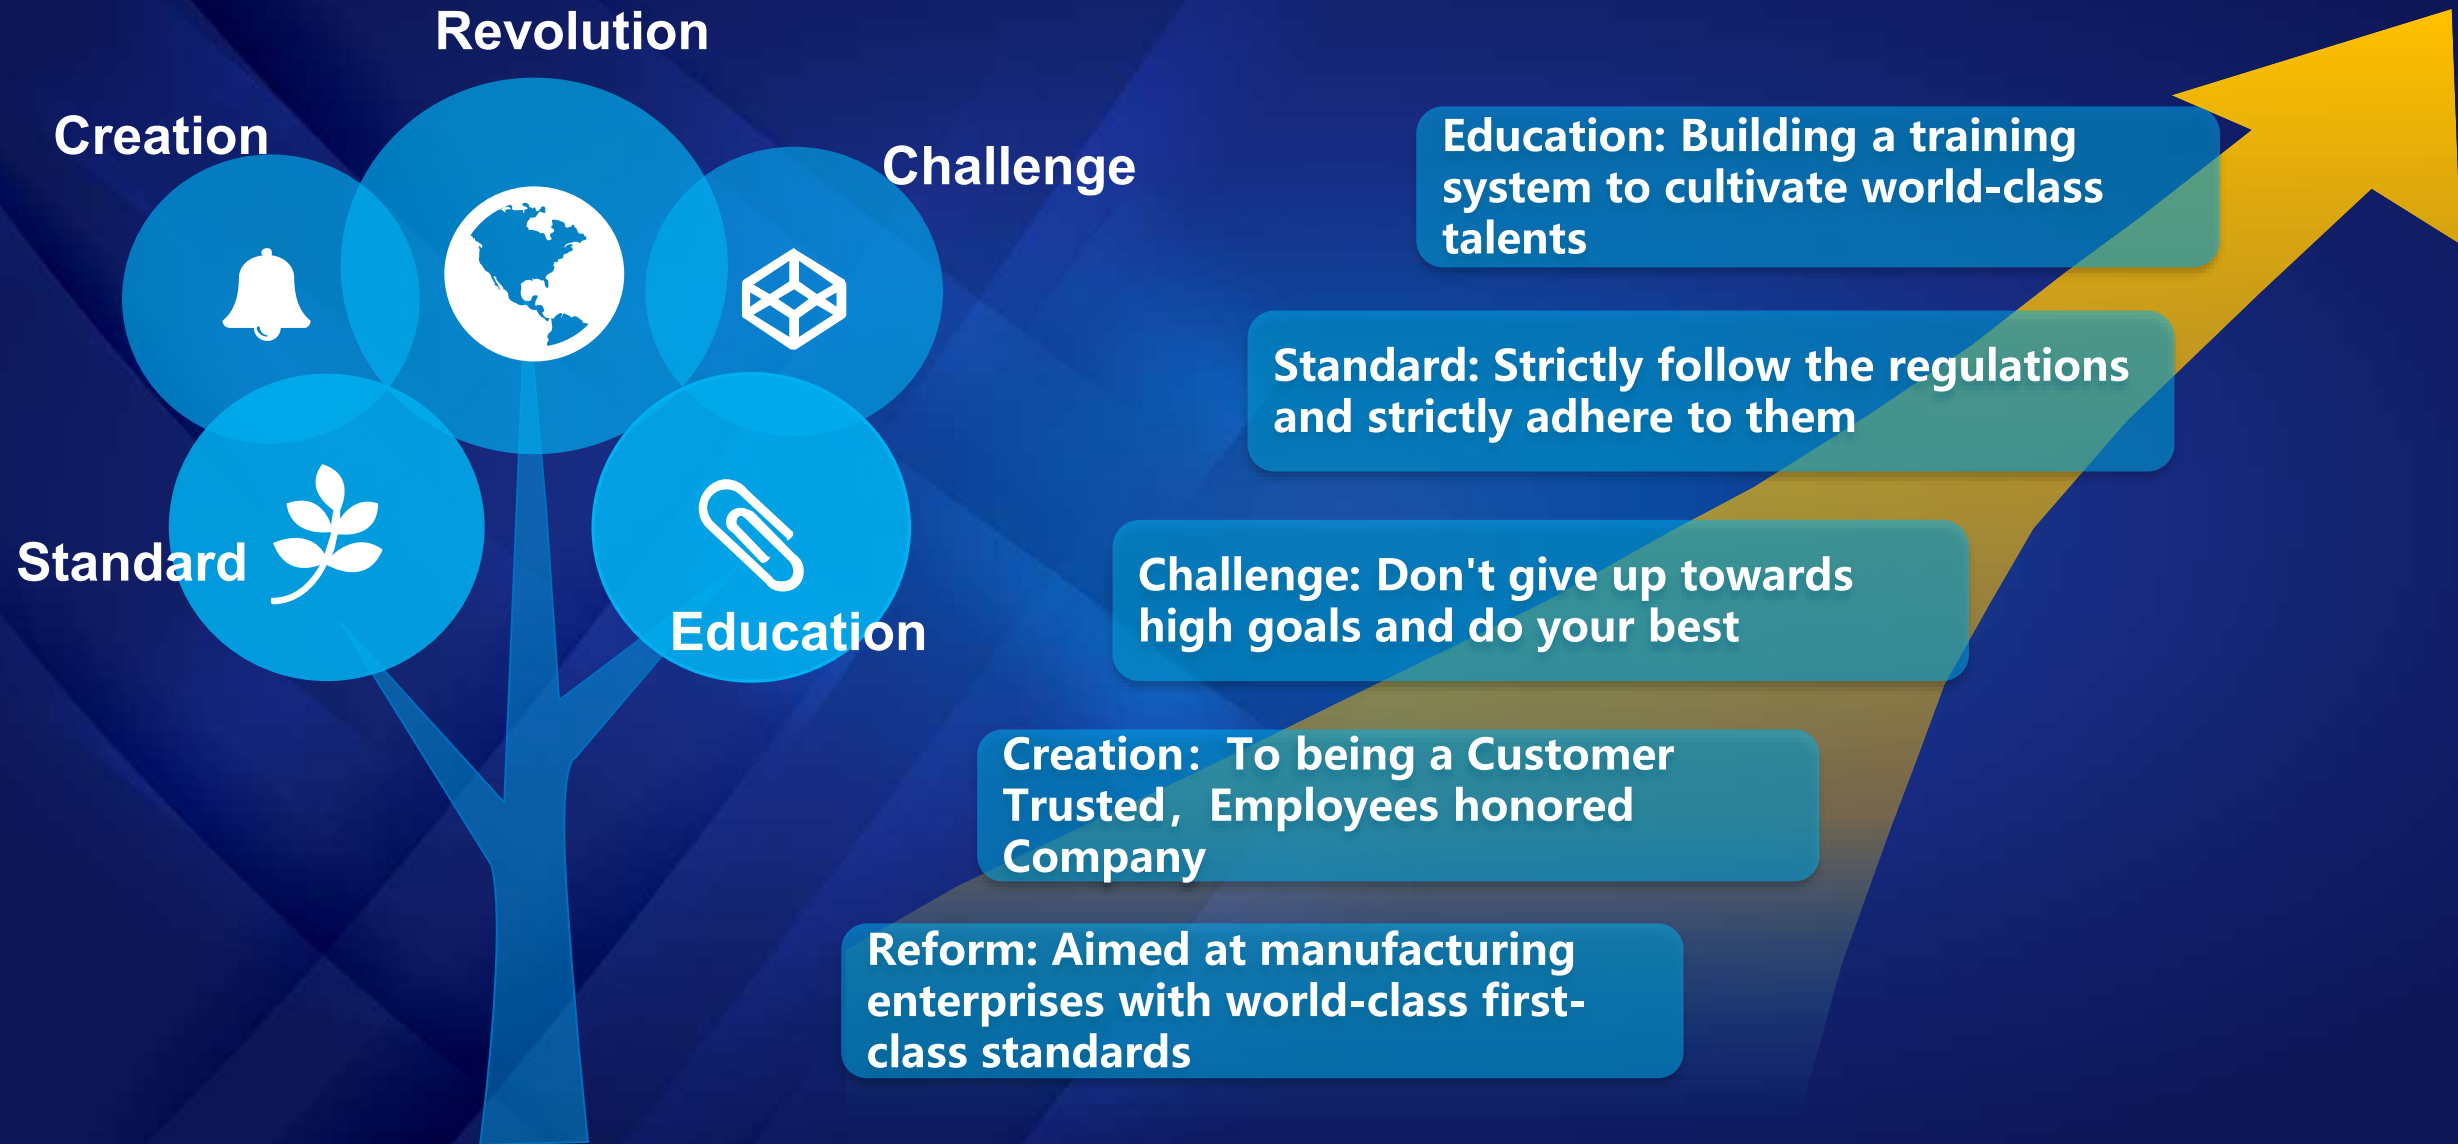 Revolution
Creation
Challenge
Standard
Education
Education: Building a training
system to cultivate world-class
talents
Standard: Strictly follow the regulations
and strictly adhere to them
Challenge: Don't give up towards
high goals and do your best
Creation：To being a Customer
Trusted，Employees honored
Company
Reform: Aimed at manufacturing
enterprises with world-class first-
class standards